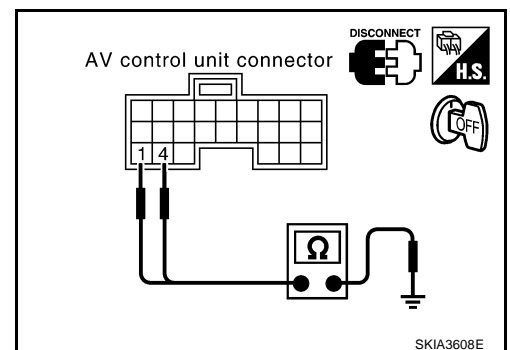 DISCONNECT
AV control unit connector
H.S.
OFF
1 4
Ω
SKIA3608E